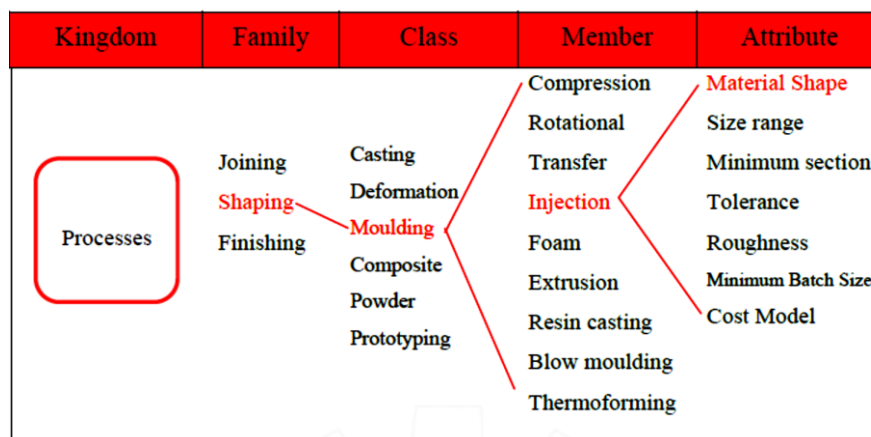 Kingdom Family Class Member Attribute
Processes
Joining
Shaping
Finishing
Casting
Deformation
Moulding
Composite
Powder
Prototyping
Compression
Rotational
Transfer
Injection
Foam
Extrusion
Resin casting
Blow moulding
Thermoforming
Material Shape
Size range
Minimum section
Tolerance
Roughness
Minimum Batch Size
Cost Model